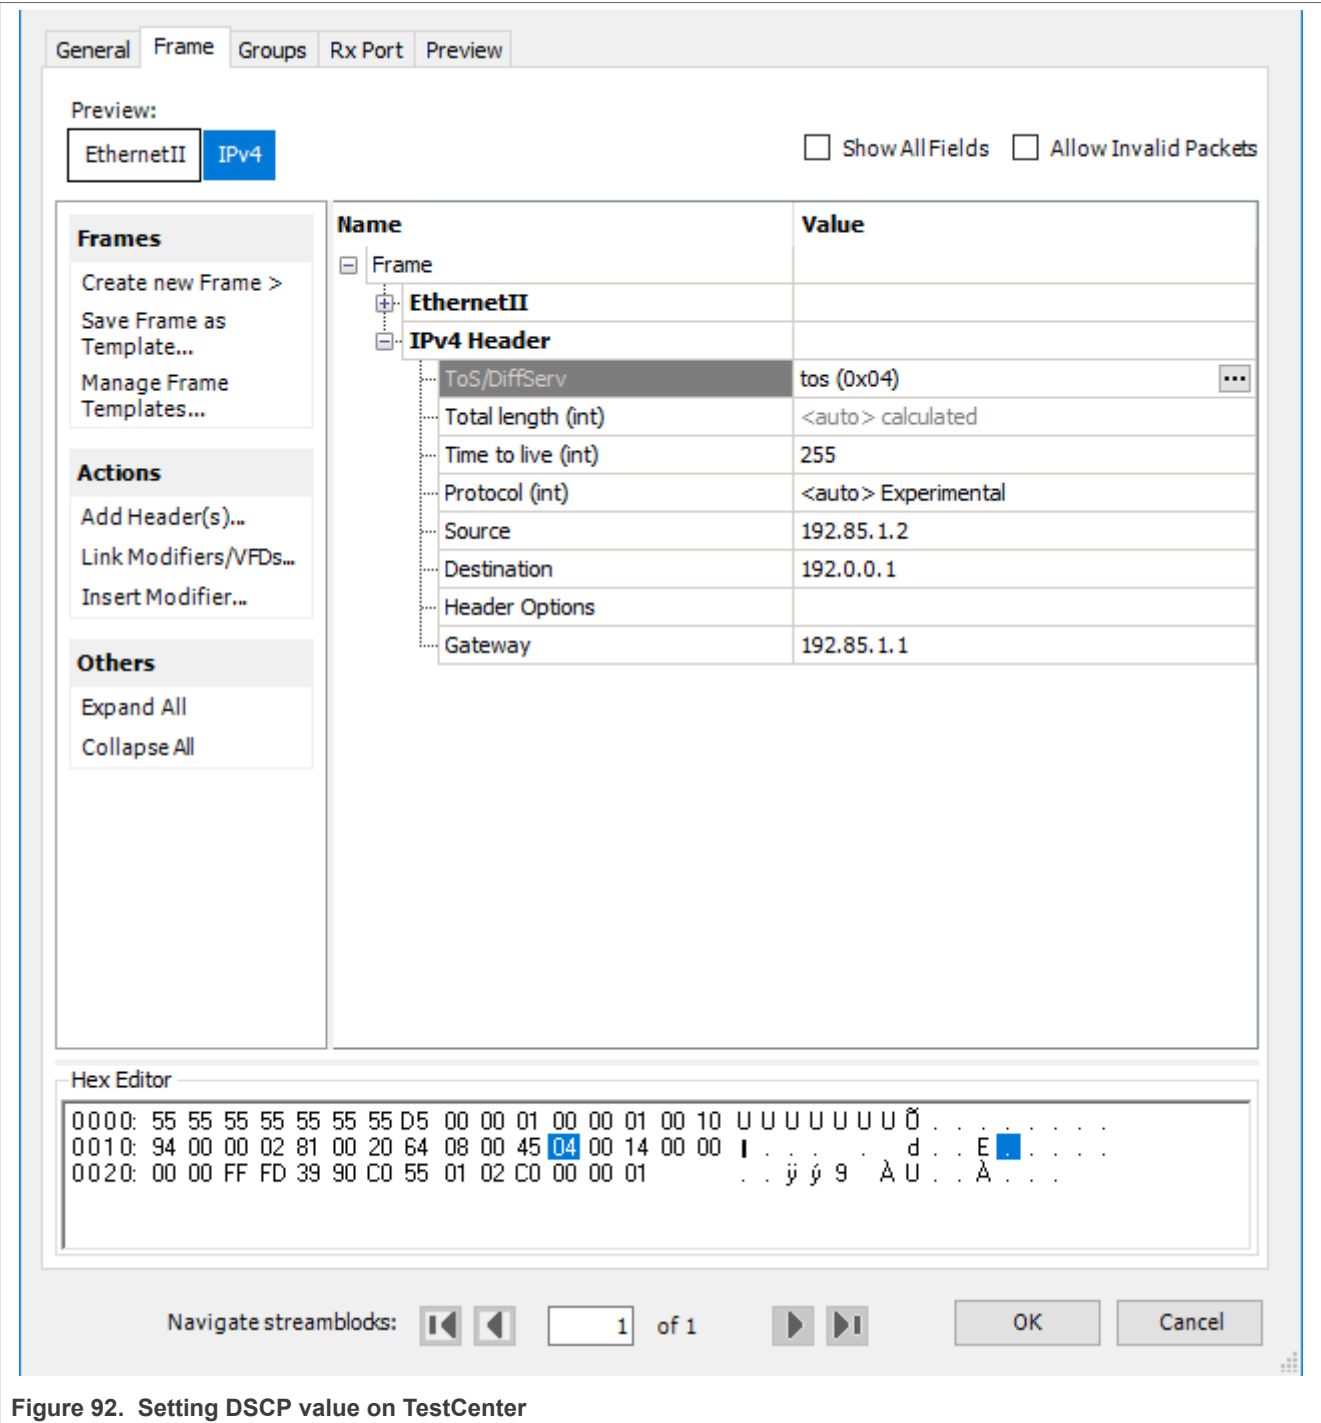 General Frame Groups Rx Port Preview
Preview:
EthernetII IPv4
Show All Fields Allow Invalid Packets
Frames
Create new Frame >
Save Frame as
Template...
Manage Frame
Templates...
Actions
Add Header(s)...
Link Modifiers/VFDs...
Insert Modifier...
Others
Expand All
Collapse All
Name Value
Frame
EthernetII
IPv4 Header
ToS/DiffServ tos (0x04) ...
Total length (int) <auto> calculated
Time to live (int) 255
Protocol (int) <auto> Experimental
Source 192.85.1.2
Destination 192.0.0.1
Header Options
Gateway 192.85.1.1
Hex Editor
0000: 55 55 55 55 55 55 55 D5 00 00 01 00 00 01 00 10 U U U U U U U Õ . . . . . . . .
0010: 94 00 00 02 81 00 20 64 08 00 45 04 00 14 00 00 . . . . d . . E . . . . .
0020: 00 00 FF FD 39 90 C0 55 01 02 C0 00 00 01 . . ÿ ý 9 À U . . À . . .
Navigate streamblocks: 1 of 1 OK Cancel
Figure 92. Setting DSCP value on TestCenter